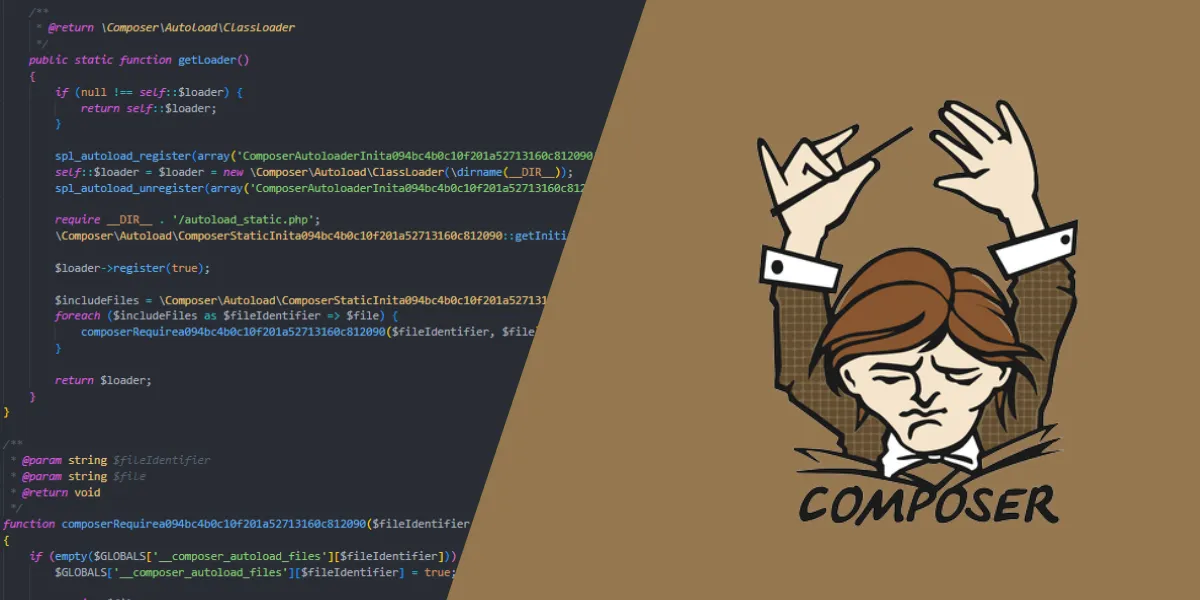 /**
* @return \Composer\Autoload\ClassLoader
*/
public static function getLoader()
{
if (null !== self::$loader) {
return self::$loader;
}
spl_autoload_register(array('ComposerAutoloaderInita094bc4b0c10f201a52713160c812090
self::$loader = $loader = new \Composer\Autoload\ClassLoader(\dirname(__DIR__));
spl_autoload_unregister(array('ComposerAutoloaderInita094bc4b0c10f201a52713160c812
require __DIR__ . '/autoload_static.php';
\Composer\Autoload\ComposerStaticInita094bc4b0c10f201a52713160c812090::getIniti
$loader->register(true);
$includeFiles = \Composer\Autoload\ComposerStaticInita094bc4b0c10f201a527131
foreach ($includeFiles as $fileIdentifier => $file) {
composerRequirea094bc4b0c10f201a52713160c812090($fileIdentifier, $file
}
return $loader;
}
}
/**
* @param string $fileIdentifier
* @param string $file
* @return void
*/
function composerRequirea094bc4b0c10f201a52713160c812090($fileIdentifier
{
if (empty($GLOBALS['__composer_autoload_files'][$fileIdentifier]))
$GLOBALS['__composer_autoload_files'][$fileIdentifier] = true;
COMPOSER